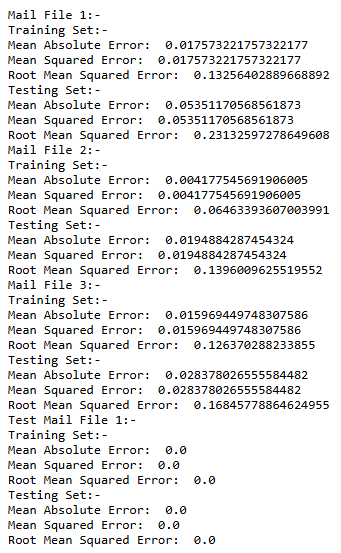 Mail File 1:-
Training Set:-
Mean Absolute Error:  0.017573221757322177
Mean Squared Error:  0.017573221757322177
Root Mean Squared Error:  0.13256402889668892
Testing Set:-
Mean Absolute Error:  0.05351170568561873
Mean Squared Error:  0.05351170568561873
Root Mean Squared Error:  0.23132597278649608
Mail File 2:-
Training Set:-
Mean Absolute Error:  0.004177545691906005
Mean Squared Error:  0.004177545691906005
Root Mean Squared Error:  0.06463393607003991
Testing Set:-
Mean Absolute Error:  0.0194884287454324
Mean Squared Error:  0.0194884287454324
Root Mean Squared Error:  0.1396009625519552
Mail File 3:-
Training Set:-
Mean Absolute Error:  0.015969449748307586
Mean Squared Error:  0.015969449748307586
Root Mean Squared Error:  0.126370288233855
Testing Set:-
Mean Absolute Error:  0.028378026555584482
Mean Squared Error:  0.028378026555584482
Root Mean Squared Error:  0.16845778864624955
Test Mail File 1:-
Training Set:-
Mean Absolute Error:  0.0
Mean Squared Error:  0.0
Root Mean Squared Error:  0.0
Testing Set:-
Mean Absolute Error:  0.0
Mean Squared Error:  0.0
Root Mean Squared Error:  0.0